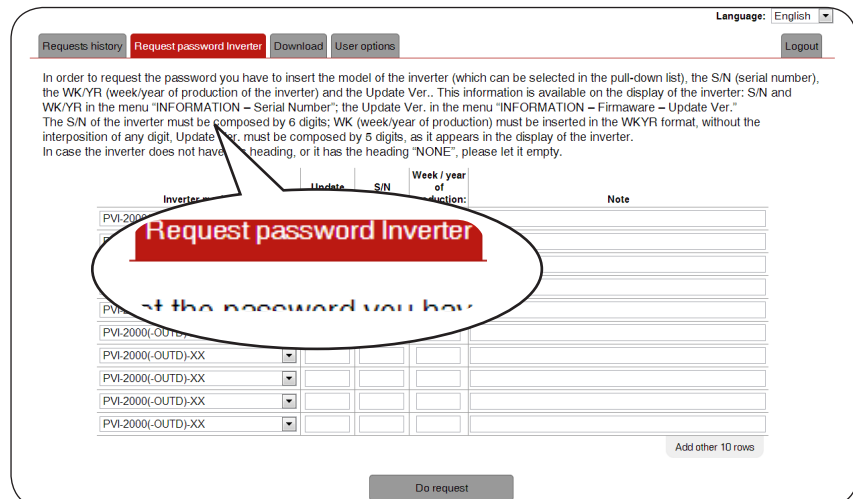 Language: English
Requests history Request password Inverter Download User options Logout
In order to request the password you have to insert the model of the inverter (which can be selected in the pull-down list), the S/N (serial number),
the WK/YR (week/year of production of the inverter) and the Update Ver.. This information is available on the display of the inverter: S/N and
WK/YR in the menu “INFORMATION – Serial Number”; the Update Ver. in the menu “INFORMATION – Firmaware – Update Ver.”
The S/N of the inverter must be composed by 6 digits; WK (week/year of production) must be inserted in the WKYR format, without the
interposition of any digit, Update Ver. must be composed by 5 digits, as it appears in the display of the inverter.
In case the inverter does not have heading, or it has the heading “NONE”, please let it empty.
Week / year
Update S/N of
Inverter Note
Request password Inverter
the password you
PVI-2000(-OUTD)-XX
PVI-2000(-OUTD)-XX
PVI-2000(-OUTD)-XX
PVI-2000(-OUTD)-XX
Add other 10 rows
Do request